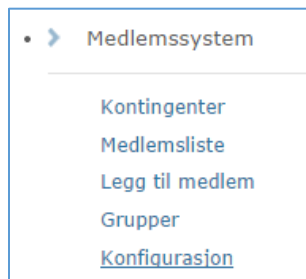 Medlemssystem
Kontingenter
Medlemsliste
Legg til medlem
Grupper
Konfigurasjon